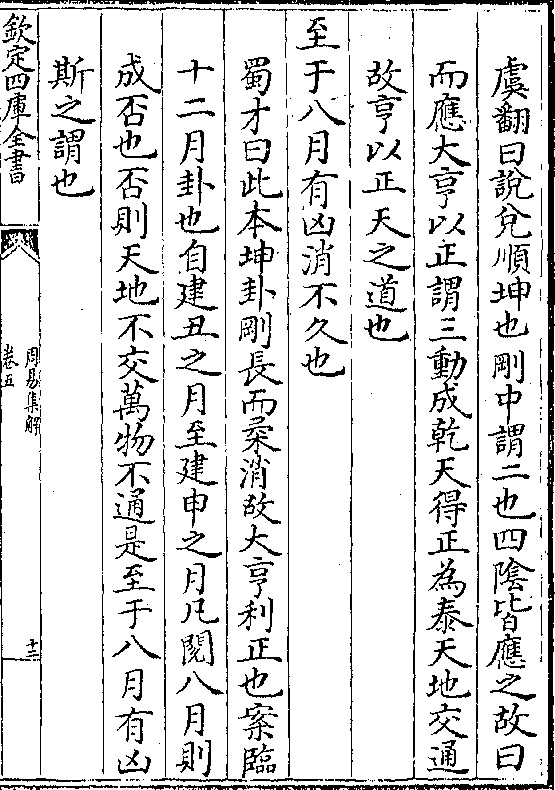 虞翻曰說兌順坤也剛中謂二也四陰皆應之故曰
而應大亨以正謂三動成乾天得正為泰天地交通
故亨以正天之道也
至于八月有凶消不久也
蜀才曰此本坤卦剛長而柔消故大亨利正也案臨
十二月卦也自建丑之月至建申之月凡閱八月則
成否也否則天地不交萬物不通是至于八月有凶
斯之謂也
欽定四庫全書
周易集解
卷五
十三